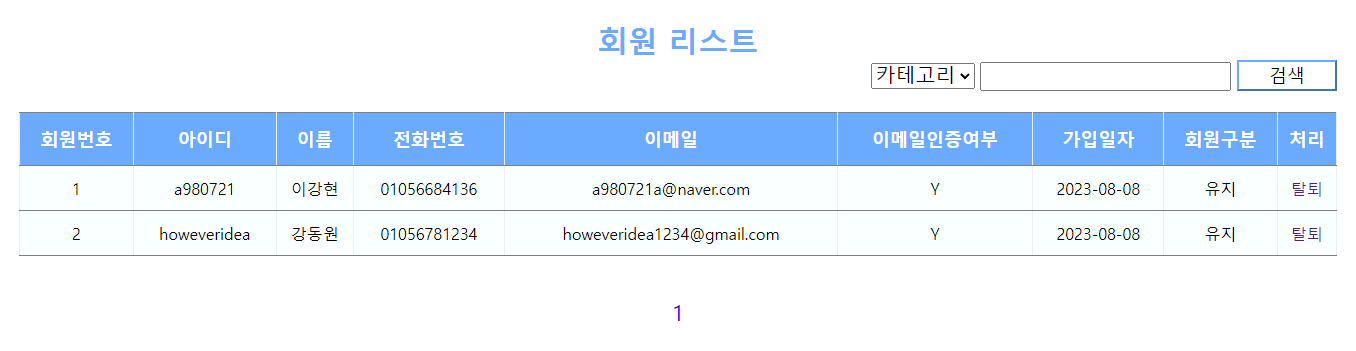 회원 리스트
카테고리 검색
회원번호 아이디 이름 전화번호 이메일 이메일인증여부 가입일자 회원구분 처리
1 a980721 이강현 01056684136 a980721a@naver.com Y 2023-08-08 유지 탈퇴
2 howeveridea 강동원 01056781234 howeveridea1234@gmail.com Y 2023-08-08 유지 탈퇴
1